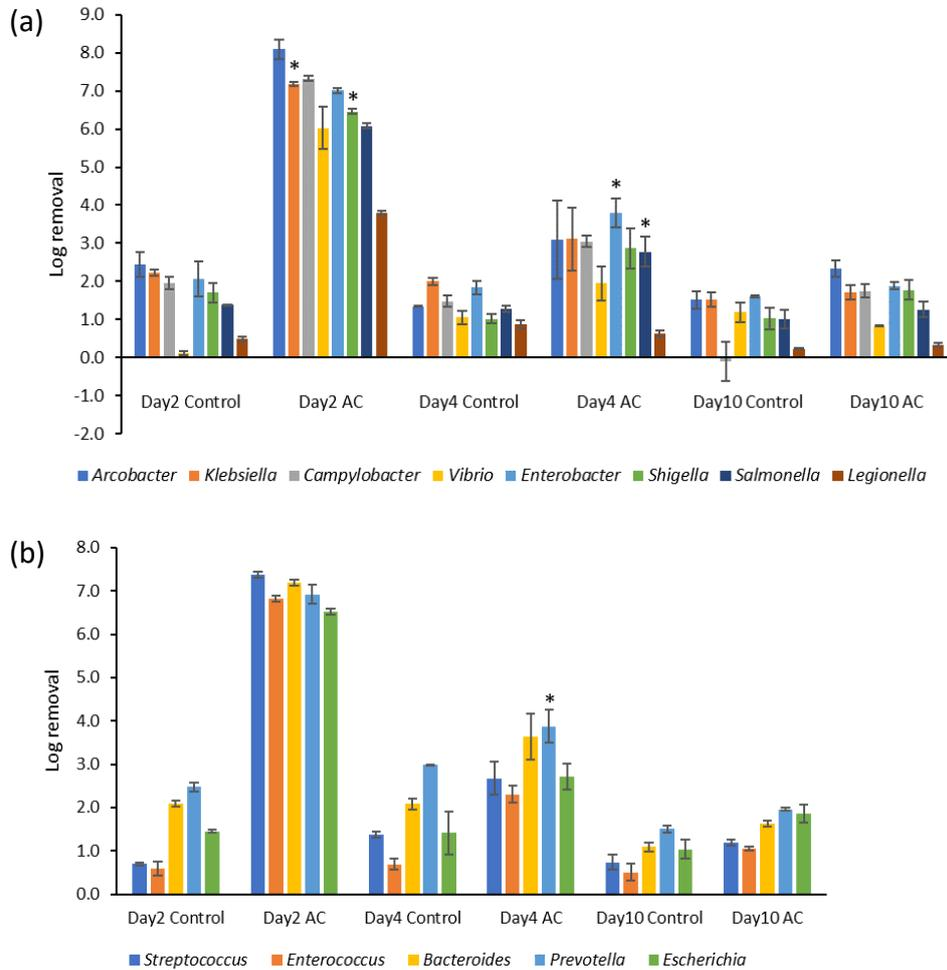 (a)
9.0
8.0
7.0
6.0
5.0
4.0
3.0
2.0
1.0
0.0
-1.0
-2.0
Log removal
* * * *
Day2 Control Day2 AC Day4 Control Day4 AC Day10 Control Day10 AC
Arcobacter Klebsiella Campylobacter Vibrio Enterobacter Shigella Salmonella Legionella
(b)
8.0
7.0
6.0
5.0
4.0
3.0
2.0
1.0
0.0
Log removal
*
Day2 Control Day2 AC Day4 Control Day4 AC Day10 Control Day10 AC
Streptococcus Enterococcus Bacteroides Prevotella Escherichia